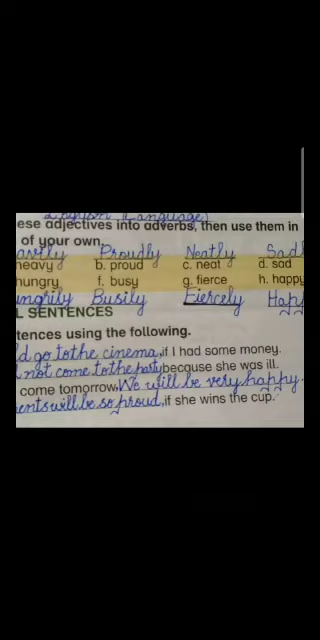 English (Language)
ese adjectives into adverbs, then use them in
of your own.
avily Proudly Neatly Sadl
heavy b. proud c. neat d. sad
hungry f. busy g. fierce h. happy
ungrily Busily Fiercely Happ
L SENTENCES
tences using the following.
d go to the cinema, if I had some money.
d not come to the party because she was ill.
come tomorrow, We will be very happy.
ents will be so proud, if she wins the cup.